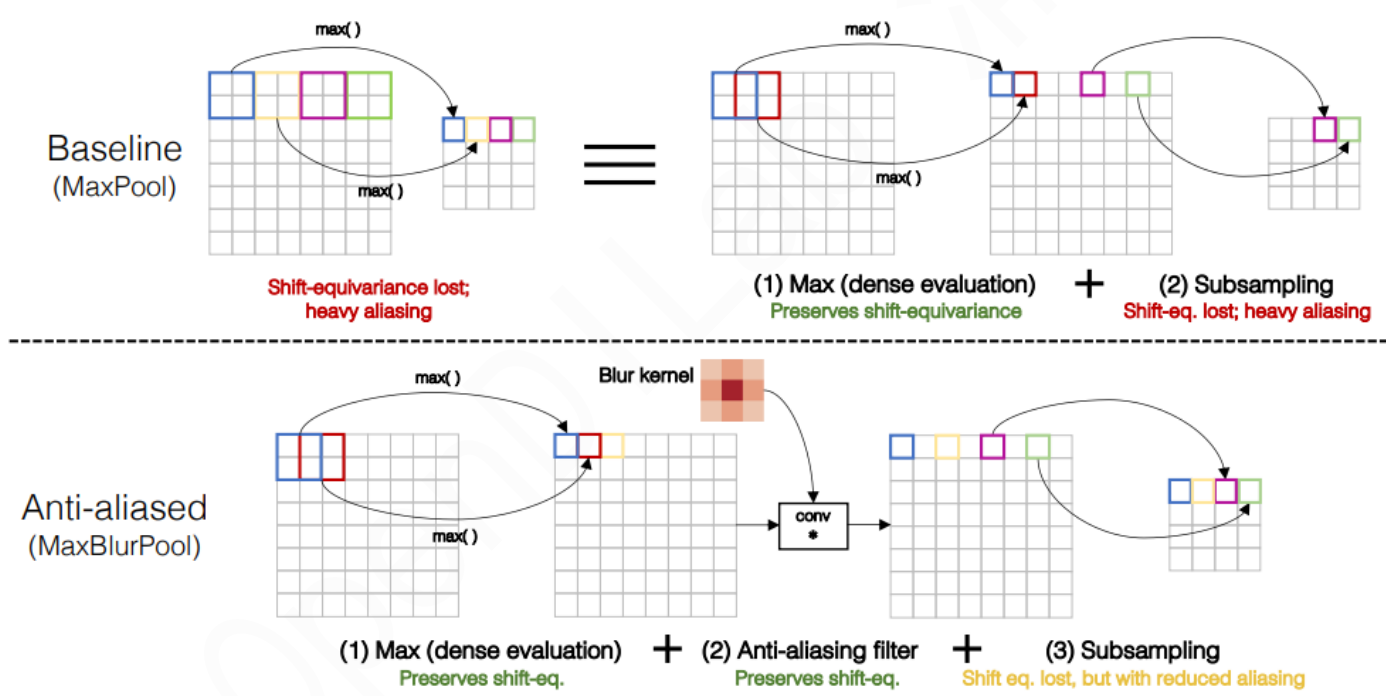 max( )
max( )
max( )
max( )
Baseline
(MaxPool)
Shift-equivariance lost;
heavy aliasing
(1) Max (dense evaluation) + (2) Subsampling
Preserves shift-equivariance
Shift-eq. lost; heavy aliasing
Blur kernel
max( )
max( )
conv
*
Anti-aliased
(MaxBlurPool)
(1) Max (dense evaluation) + (2) Anti-aliasing filter + (3) Subsampling
Preserves shift-eq.
Preserves shift-eq.
Shift eq. lost, but with reduced aliasing